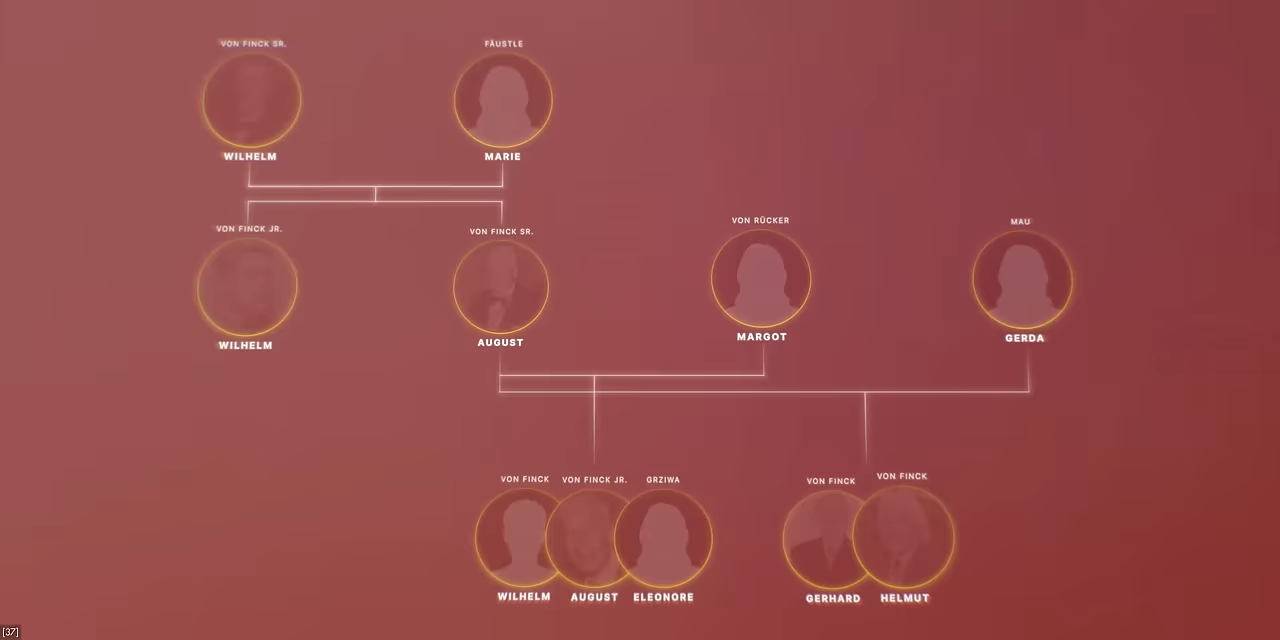 VON FINCK SR.
FÄUSTLE
WILHELM
MARIE
VON FINCK JR.
VON FINCK SR.
VON RÜCKER
MAU
WILHELM
AUGUST
MARGOT
GERDA
VON FINCK
VON FINCK JR.
GRZIWA
VON FINCK
VON FINCK
WILHELM
AUGUST
ELEONORE
GERHARD
HELMUT
[37]